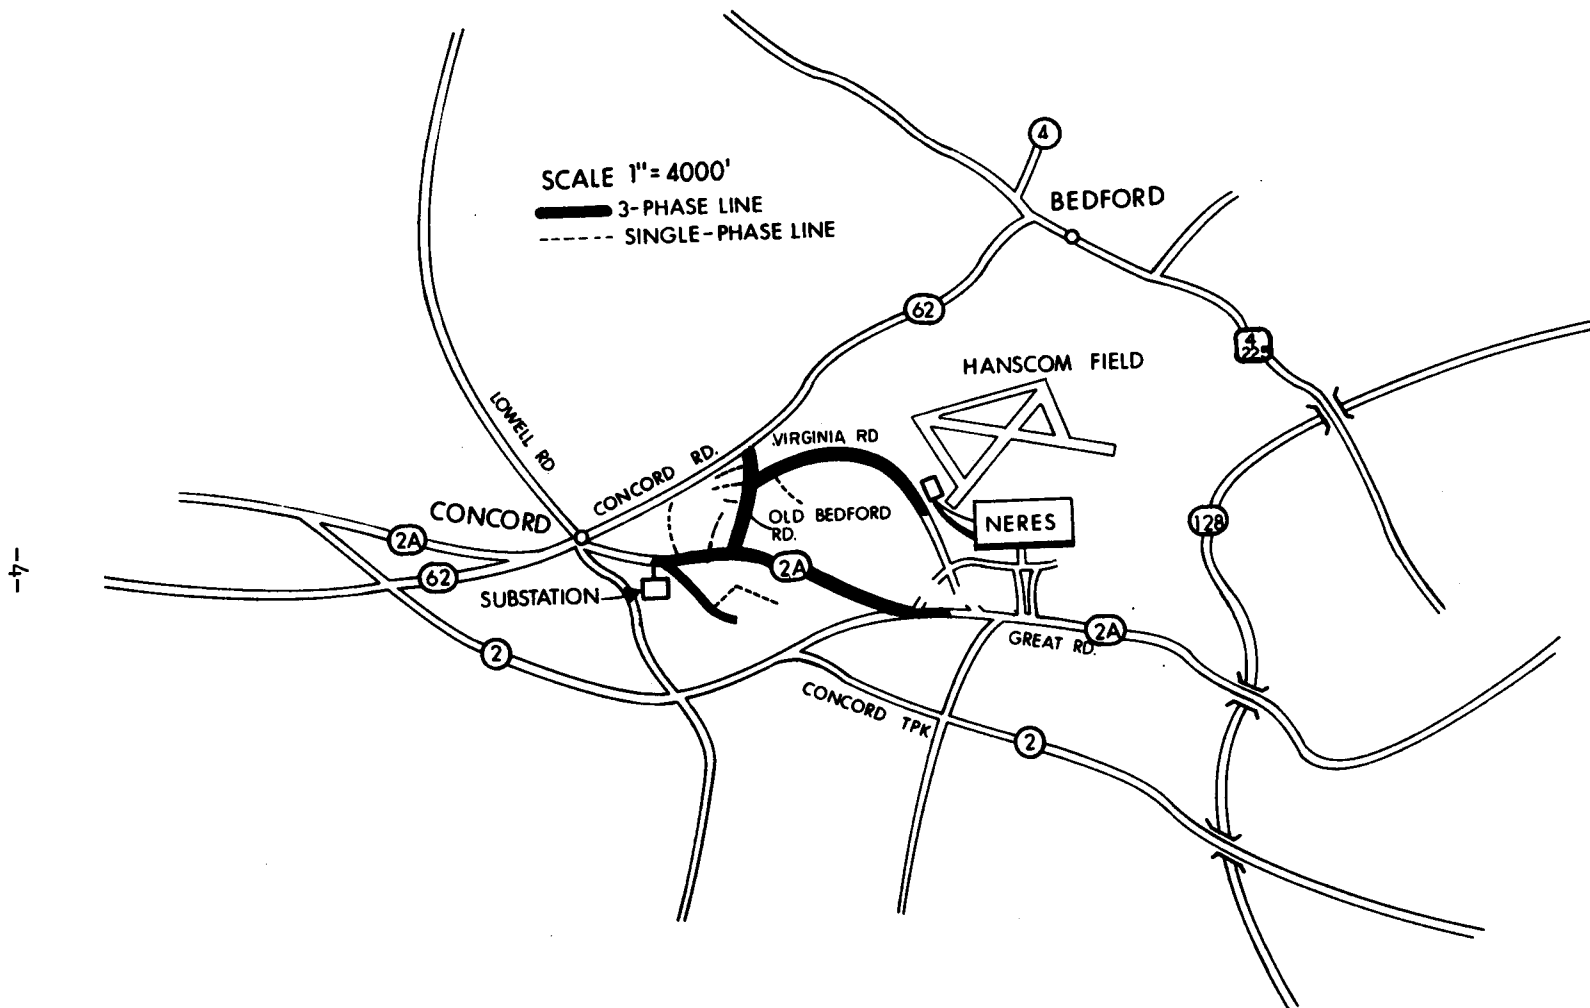 4
SCALE 1"= 4000'
3-PHASE LINE
SINGLE-PHASE LINE
BEDFORD
62
4
225
HANSCOM FIELD
LOWELL RD.
CONCORD RD.
VIRGINIA RD
CONCORD
OLD BEDFORD
RD.
NERES
128
2A
62
2A
-4-
SUBSTATION
2
GREAT RD.
2A
CONCORD TPK
2